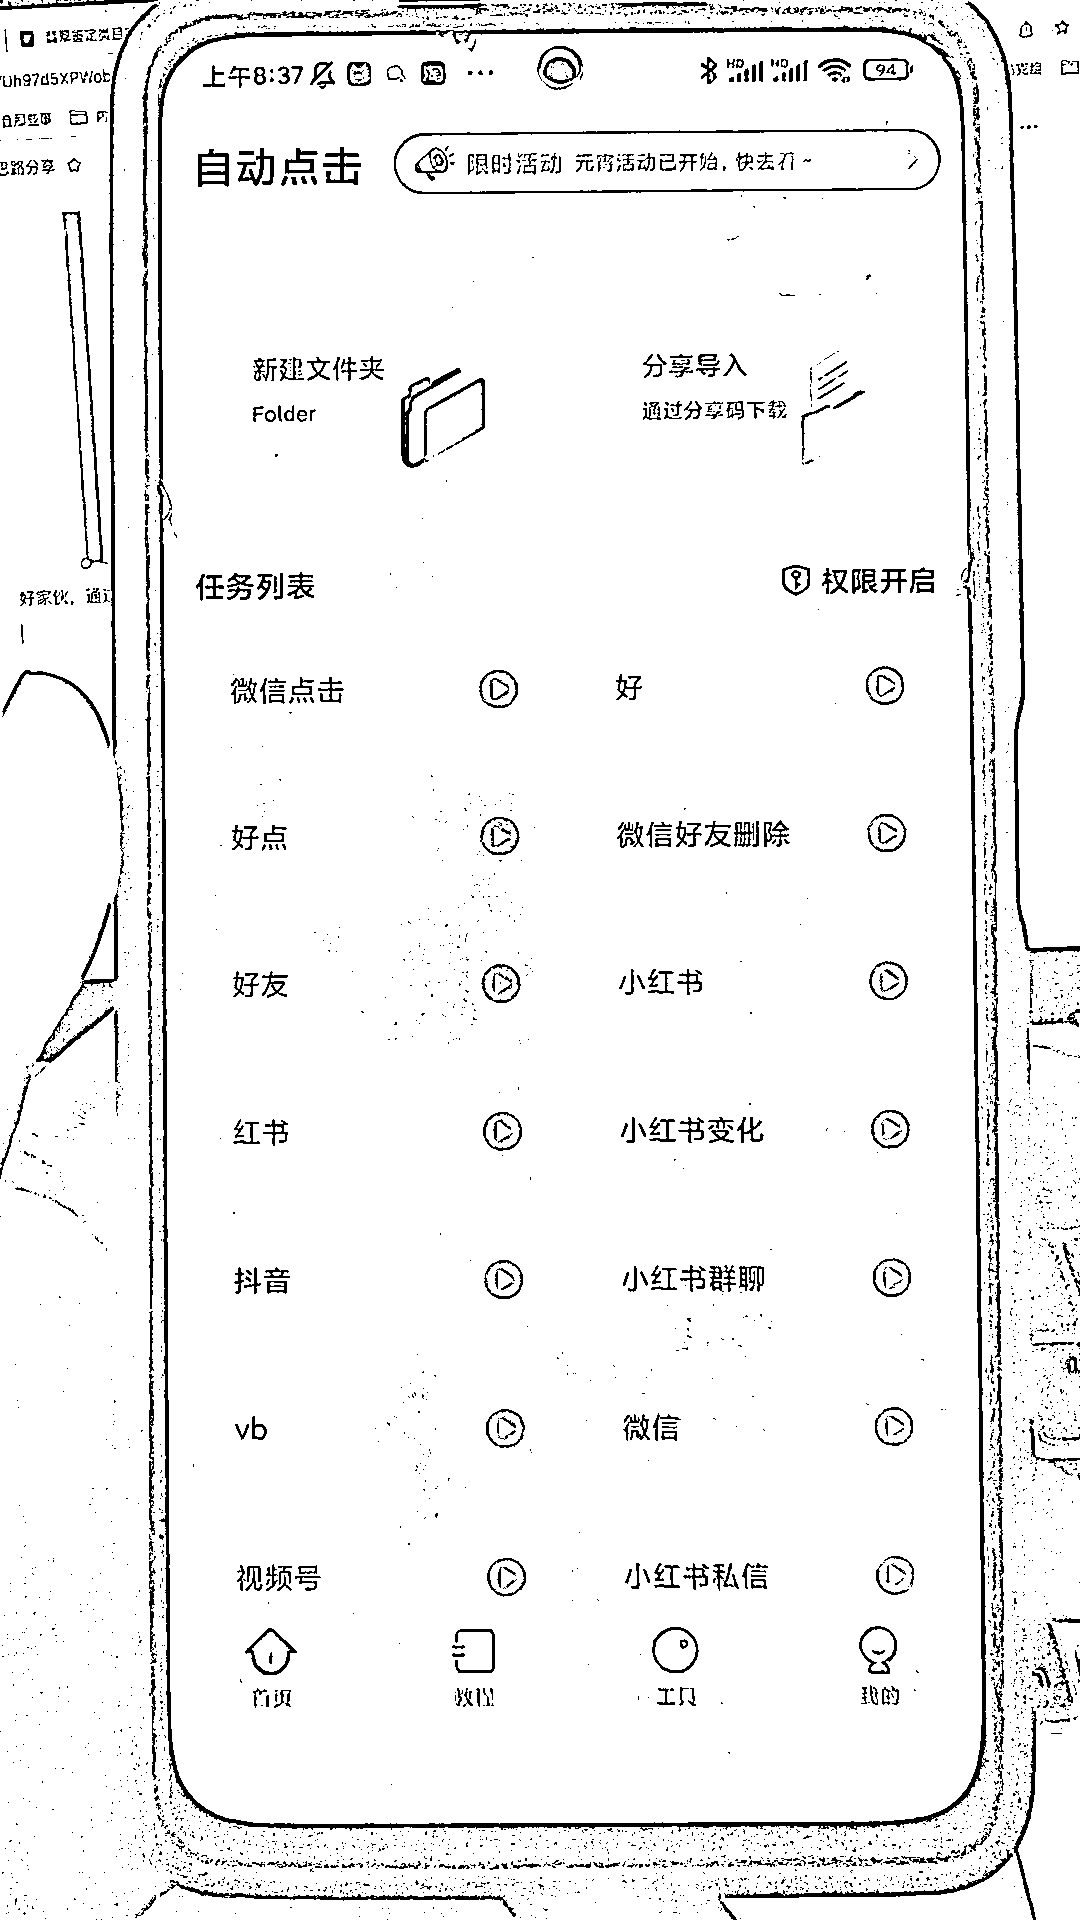 上午8:37
94
自动点击
限时活动 元宵活动已开始，快去看~
新建文件夹
Folder
分享导入
通过分享码下载
任务列表
权限开启
微信点击
好
好点
微信好友删除
好友
小红书
红书
小红书变化
抖音
小红书群聊
vb
微信
视频号
小红书私信
首页
教程
工具
我的
思路分享
好家伙，通过